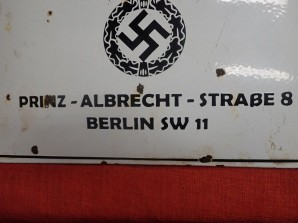 PRINZ - ALBRECHT - STRAßE 8
BERLIN SW 11